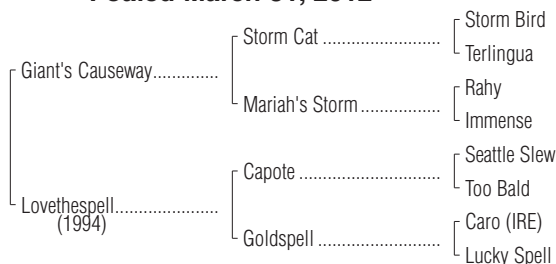 Foaled March 31, 2012
Storm Bird
Storm Cat
Terlingua
Giant's Causeway
Rahy
Mariah's Storm
Immense
Seattle Slew
Capote
Too Bald
Lovethespell
(1994)
Caro (IRE)
Goldspell
Lucky Spell